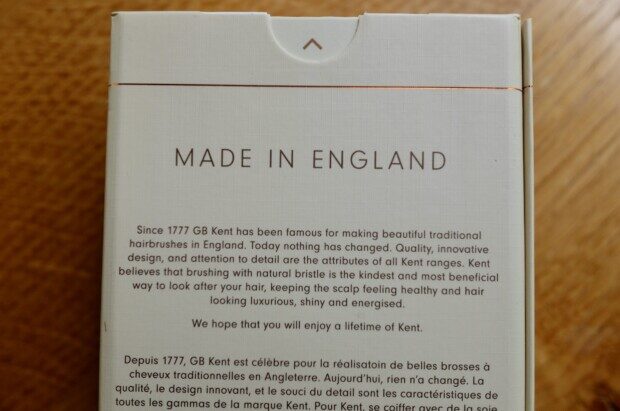 MADE IN ENGLAND
Since 1777 GB Kent has been famous for making beautiful traditional
hairbrushes in England. Today nothing has changed. Quality, innovative
design, and attention to detail are the attributes of all Kent ranges. Kent
believes that brushing with natural bristle is the kindest and most beneficial
way to look after your hair, keeping the scalp feeling healthy and hair
looking luxurious, shiny and energised.
We hope that you will enjoy a lifetime of Kent.
Depuis 1777, GB Kent est célèbre pour la réalisatoin de belles brosses à
cheveux traditionnelles en Angleterre. Aujourd'hui, rien n'a changé. La
qualité, le design innovant, et le souci du detail sont les caractéristiques de
toutes les gammes de la marque Kent. Pour Kent, se coiffer avec de la soie